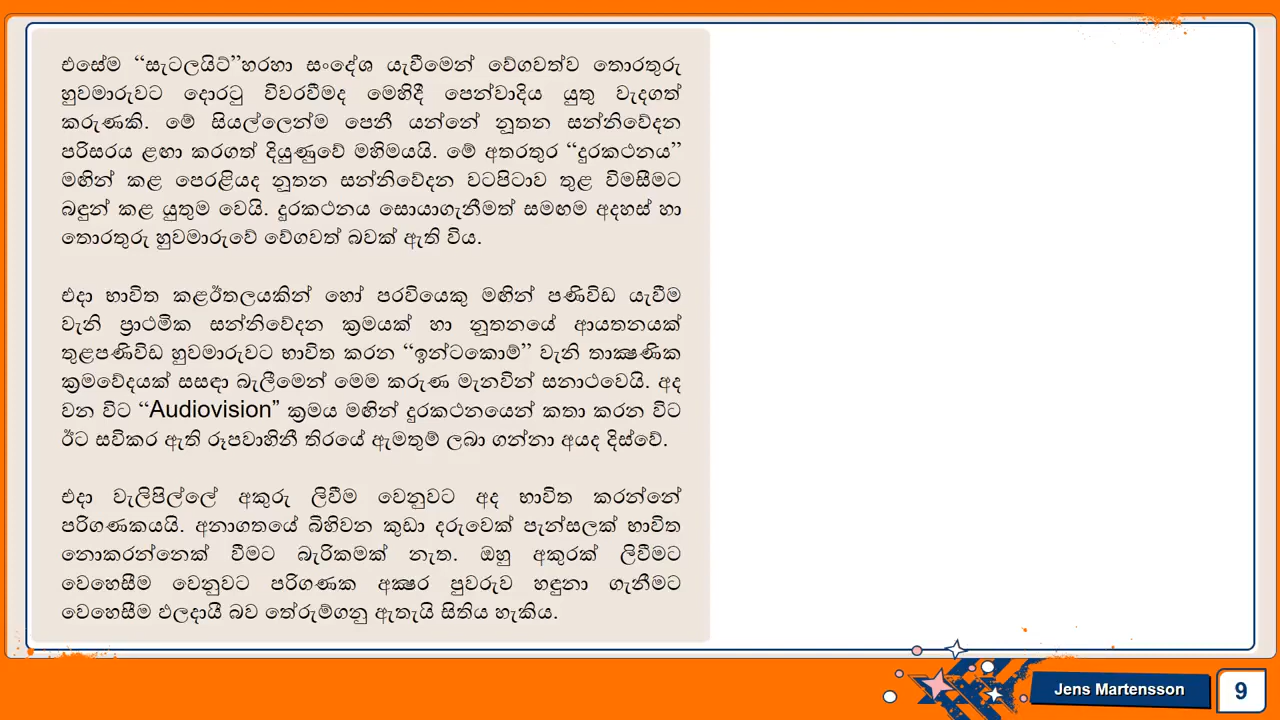 එසේම “සැටලයිට්”හරහා සංදේශ යැවීමෙන් වේගවත්ව තොරතුරු
හුවමාරුවට දොරටු විවරවීමද මෙහිදී පෙන්වාදිය යුතු වැදගත්
කරුණකි. මේ සියල්ලෙන්ම පෙනී යන්නේ නූතන සන්නිවේදන
පරිසරය ළඟා කරගත් දියුණුවේ මහිමයයි. මේ අතරතුර “දුරකථනය”
මඟින් කළ පෙරළියද නූතන සන්නිවේදන වටපිටාව තුළ විමසීමට
බඳුන් කළ යුතුම වෙයි. දුරකථනය සොයාගැනීමත් සමඟම අදහස් හා
තොරතුරු හුවමාරුවේ වේගවත් බවක් ඇති විය.
එදා භාවිත කළඊතලයකින් හෝ පරවියෙකු මඟින් පණිවිඩ යැවීම
වැනි ප්‍රාථමික සන්නිවේදන ක්‍රමයක් හා නූතනයේ ආයතනයක්
තුළපණිවිඩ හුවමාරුවට භාවිත කරන “ඉන්ටකොම්” වැනි තාක්‍ෂණික
ක්‍රමවේදයක් සසඳා බැලීමෙන් මෙම කරුණ මැනවින් සනාථවෙයි. අද
වන විට “Audiovision” ක්‍රමය මඟින් දුරකථනයෙන් කතා කරන විට
ඊට සවිකර ඇති රූපවාහිනී තිරයේ ඇමතුම් ලබා ගන්නා අයද දිස්වේ.
එදා වැලිපිල්ලේ අකුරු ලිවීම වෙනුවට අද භාවිත කරන්නේ
පරිගණකයයි. අනාගතයේ බිහිවන කුඩා දරුවෙක් පැන්සලක් භාවිත
නොකරන්නෙක් වීමට බැරිකමක් නැත. ඔහු අකුරක් ලිවීමට
වෙහෙසීම වෙනුවට පරිගණක අක්‍ෂර පුවරුව හඳුනා ගැනීමට
වෙහෙසීම ඵලදායී බව තේරුම්ගනු ඇතැයි සිතිය හැකිය.
Jens Martensson
9